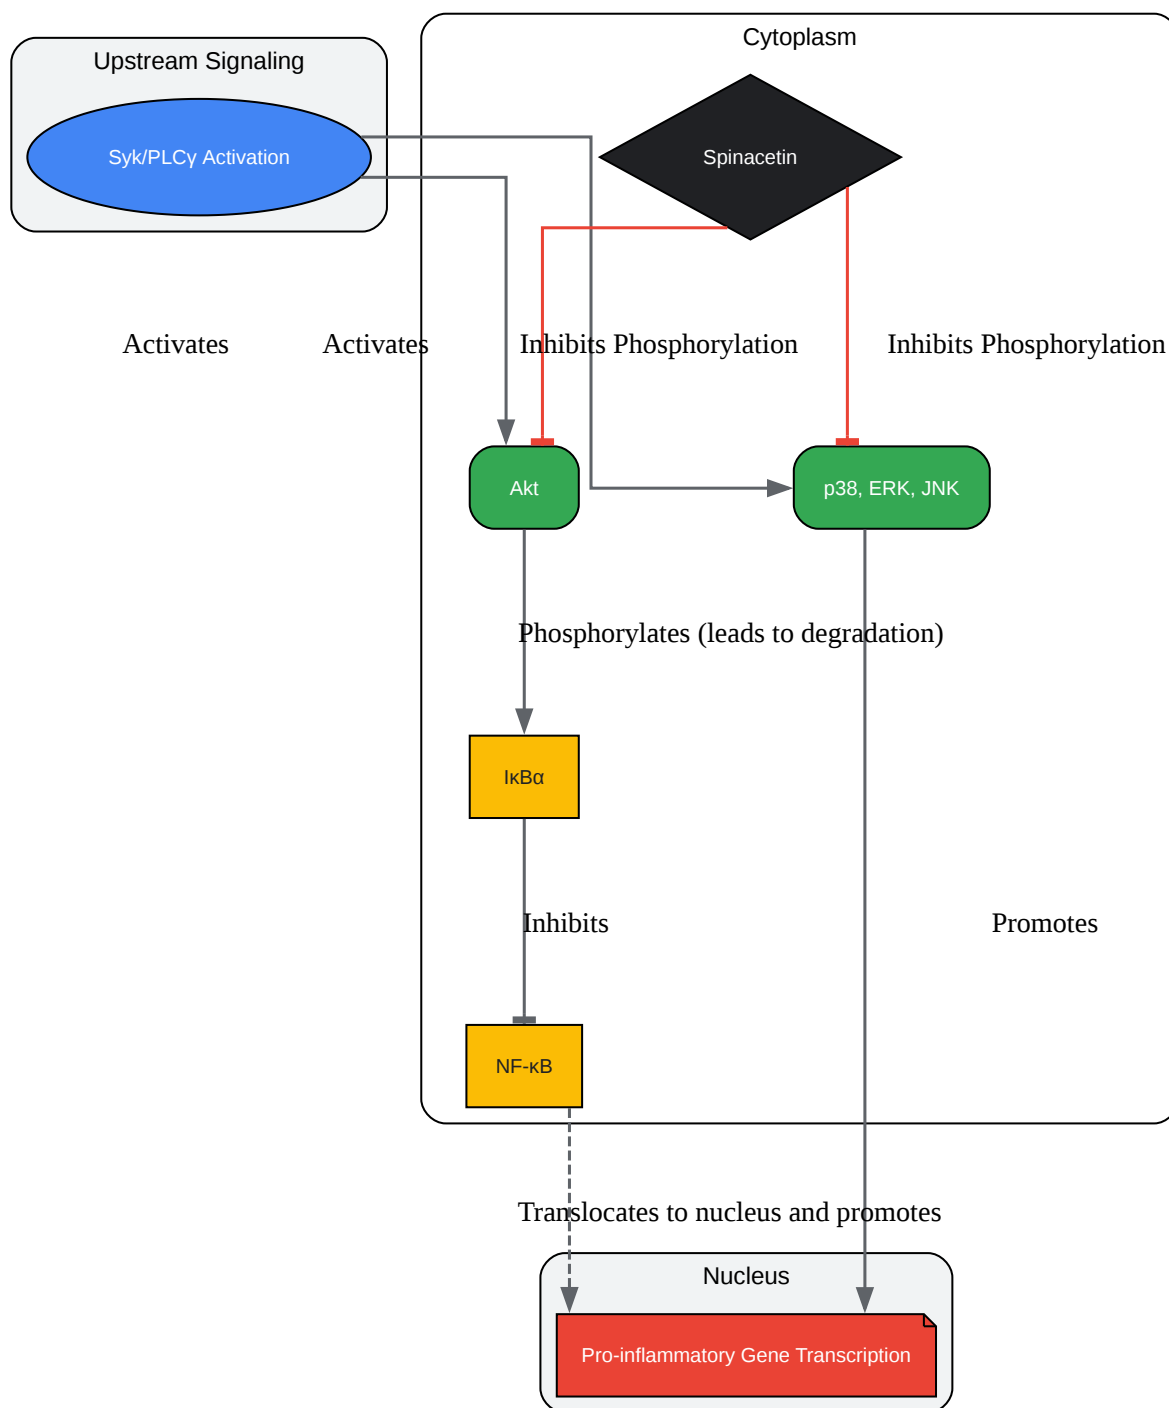 Cytoplasm
Upstream Signaling
Syk/PLCγ Activation
Spinacetin
Activates
Activates
Inhibits Phosphorylation
Inhibits Phosphorylation
Akt
p38, ERK, JNK
Phosphorylates (leads to degradation)
IκBα
Inhibits
Promotes
NF-κB
Translocates to nucleus and promotes
Nucleus
Pro-inflammatory Gene Transcription